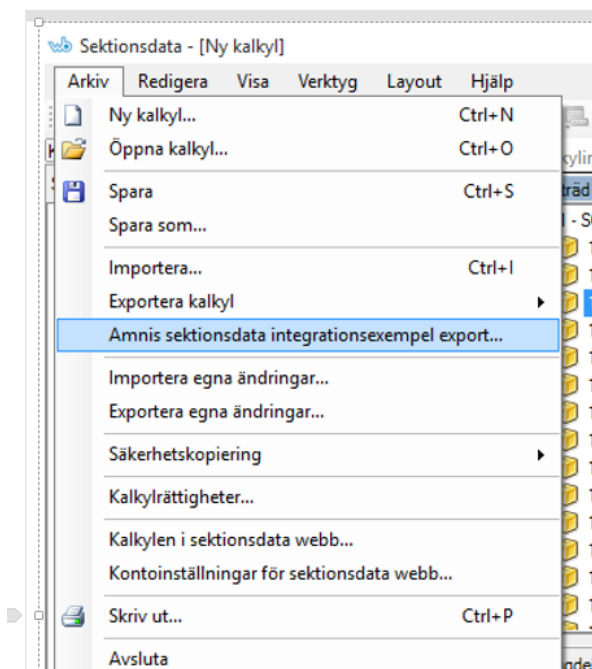 Sektionsdata - [Ny kalkyl]
Arkiv Redigera Visa Verktyg Layout Hjälp
Ny kalkyl... Ctrl+N
Öppna kalkyl... Ctrl+O
Spara Ctrl+S
Spara som...
Importera... Ctrl+I
Exportera kalkyl
Amnis sektionsdata integrationsexempel export...
Importera egna ändringar...
Exportera egna ändringar...
Säkerhetskopiering
Kalkylrättigheter...
Kalkylen i sektionsdata webb...
Kontoinställningar för sektionsdata webb...
Skriv ut... Ctrl+P
Avsluta